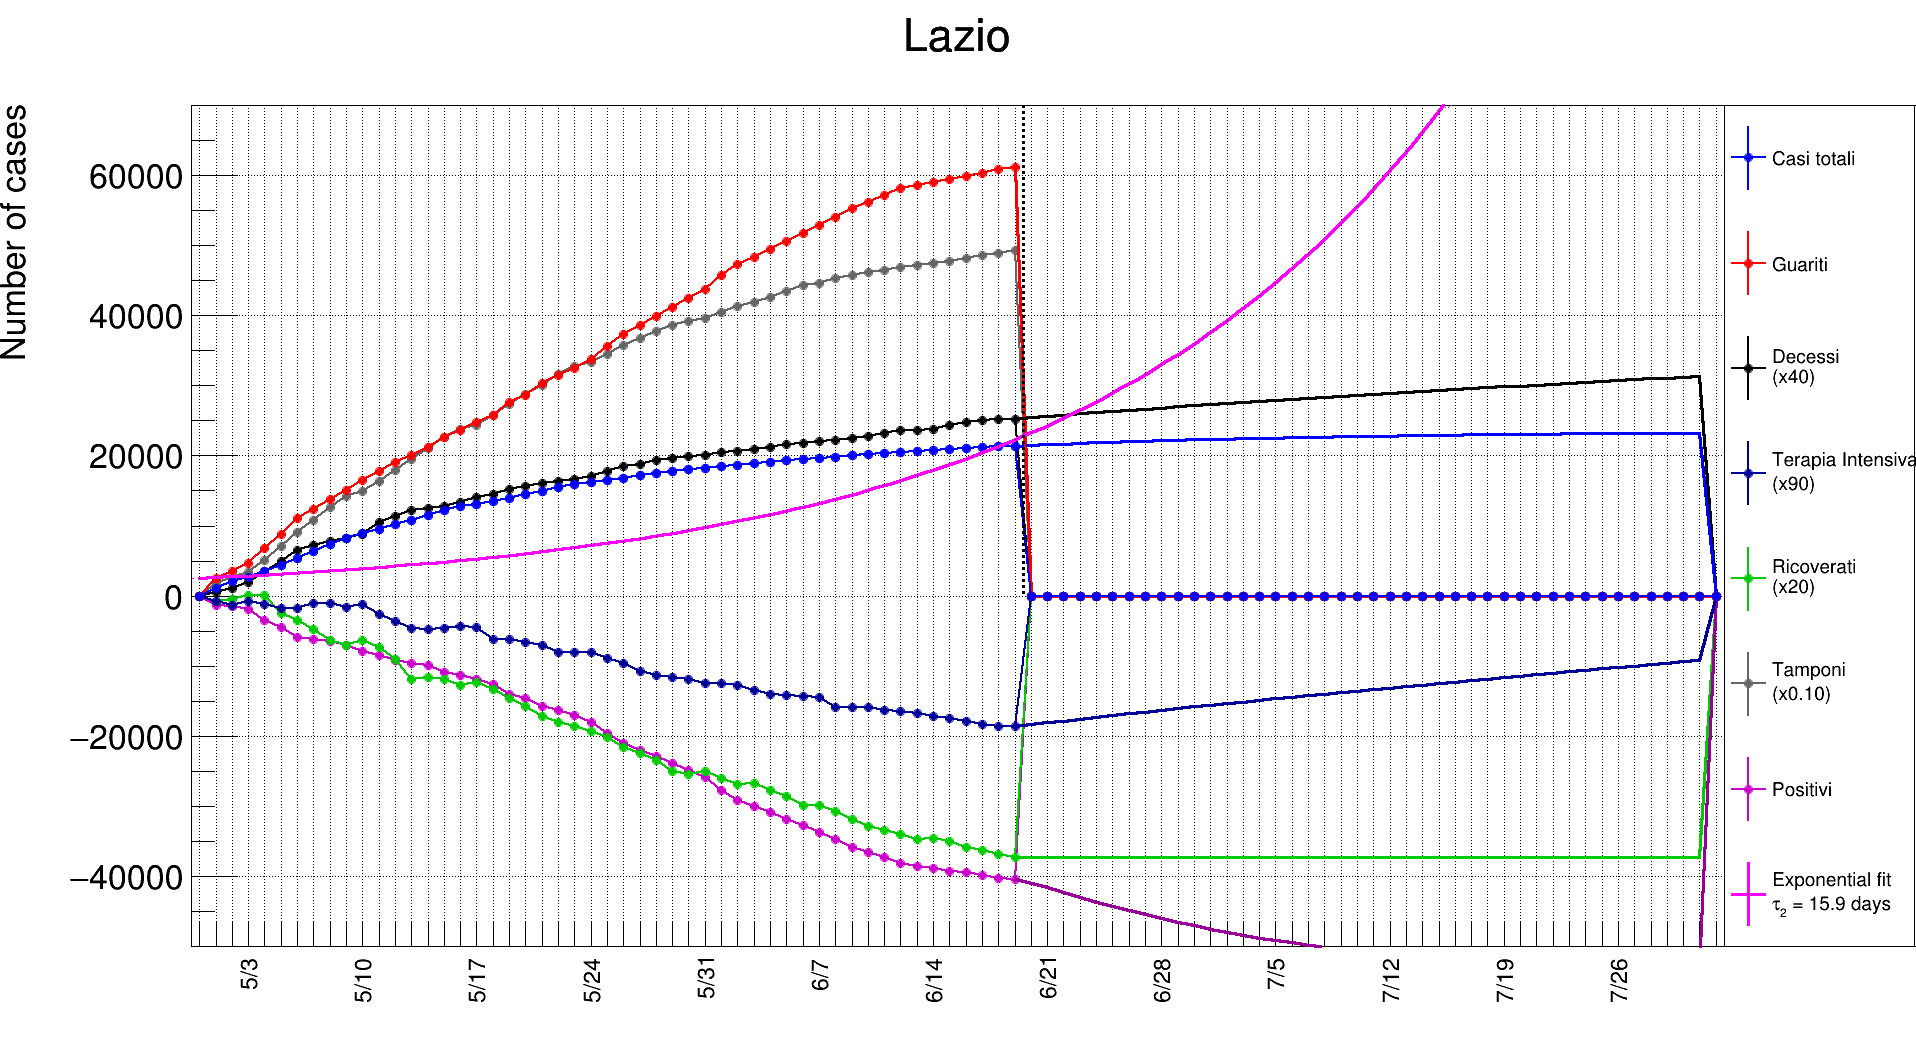 Lazio
Number of cases
60000
40000
20000
0
−20000
−40000
5/3
5/10
5/17
5/24
5/31
6/7
6/14
6/21
6/28
7/5
7/12
7/19
7/26
Casi totali
Guariti
Decessi
(x40)
Terapia Intensiva
(x90)
Ricoverati
(x20)
Tamponi
(x0.10)
Positivi
Exponential fit
τ₂ = 15.9 days